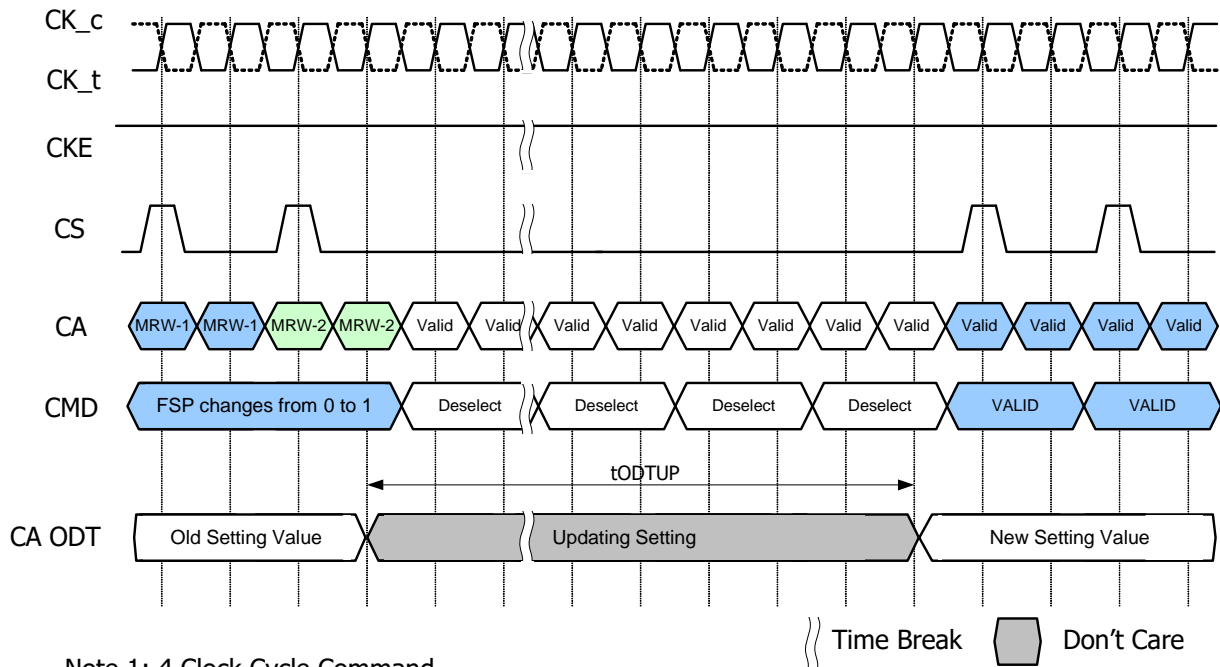 CK_c
CK_t
CKE
CS
CA MRW-1 MRW-1 MRW-2 MRW-2 Valid Valid Valid Valid Valid Valid Valid Valid Valid Valid Valid Valid
CMD FSP changes from 0 to 1 Deselect Deselect Deselect Deselect VALID VALID
tODTUP
CA ODT Old Setting Value Updating Setting New Setting Value
Time Break Don't Care
Note 1: 4 Clock Cycle Command